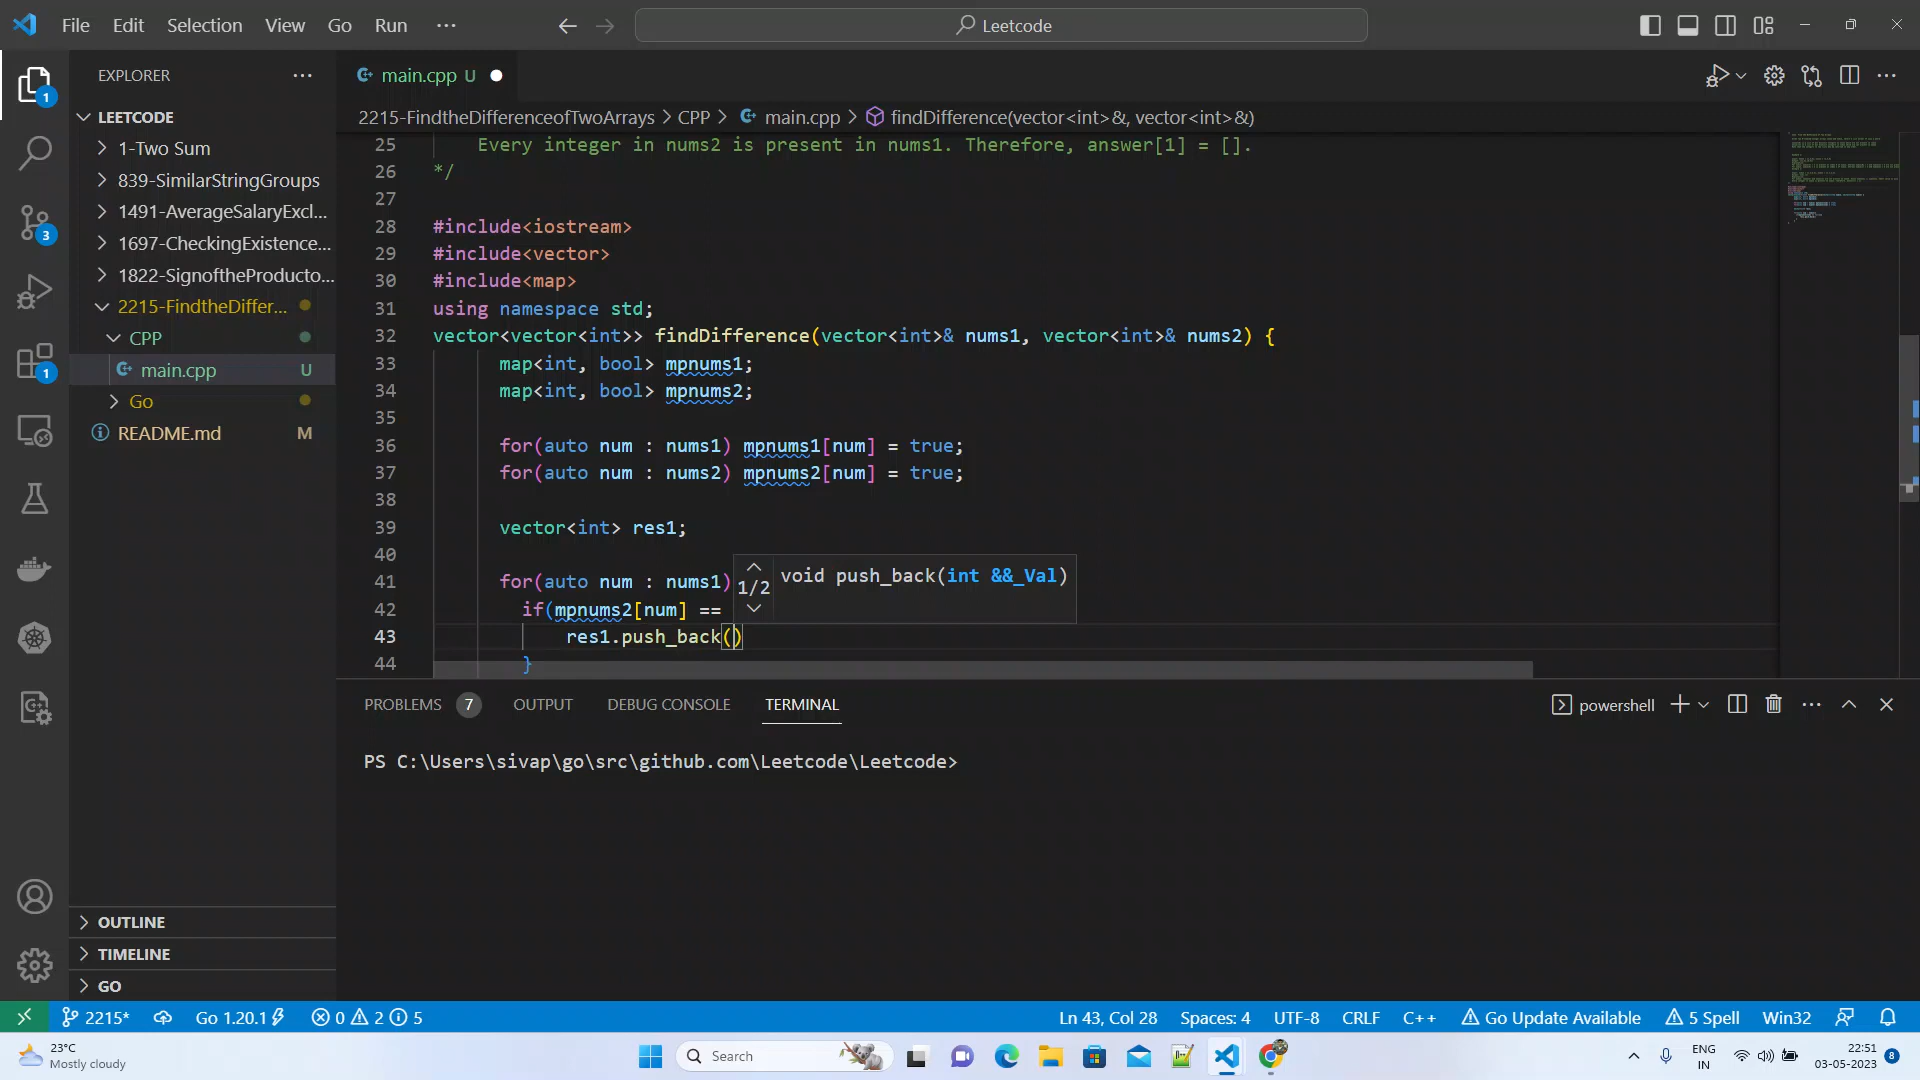 File Edit Selection View Go Run ··· Leetcode
EXPLORER ···
LEETCODE
1-Two Sum
839-SimilarStringGroups
1491-AverageSalaryExcl...
1697-CheckingExistence...
1822-SignoftheProducto...
2215-FindtheDiffer...
CPP
main.cpp U
Go
README.md M
OUTLINE
TIMELINE
GO
1
3
1
main.cpp U
2215-FindtheDifferenceofTwoArrays > CPP > main.cpp > findDifference(vector<int>&, vector<int>&)
25 Every integer in nums2 is present in nums1. Therefore, answer[1] = [].
26 */
27
28 #include<iostream>
29 #include<vector>
30 #include<map>
31 using namespace std;
32 vector<vector<int>> findDifference(vector<int>& nums1, vector<int>& nums2) {
33 map<int, bool> mpnums1;
34 map<int, bool> mpnums2;
35
36 for(auto num : nums1) mpnums1[num] = true;
37 for(auto num : nums2) mpnums2[num] = true;
38
39 vector<int> res1;
40
41 for(auto num : nums1)
42 if(mpnums2[num] ==
43 res1.push_back()
44 }
1/2 void push_back(int &&_Val)
PROBLEMS 7 OUTPUT DEBUG CONSOLE TERMINAL powershell
PS C:\Users\sivap\go\src\github.com\Leetcode\Leetcode>
2215* Go 1.20.1 0 2 5 Ln 43, Col 28 Spaces: 4 UTF-8 CRLF C++ Go Update Available 5 Spell Win32
23°C
Mostly cloudy
Search
ENG
IN
22:51
03-05-2023
8